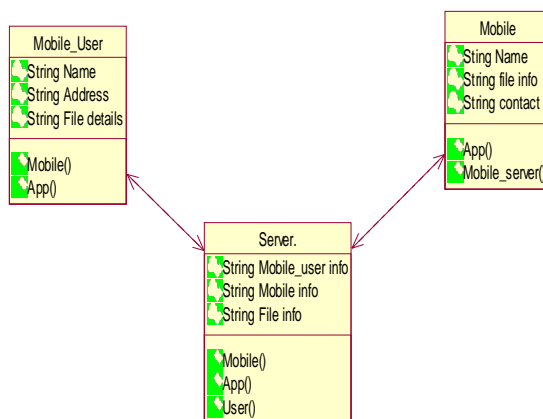 Mobile_User
String Name
String Address
String File details
Mobile()
App()
Mobile
Sting Name
String file info
String contact
App()
Mobile_server()
Server.
String Mobile_user info
String Mobile info
String File info
Mobile()
App()
User()